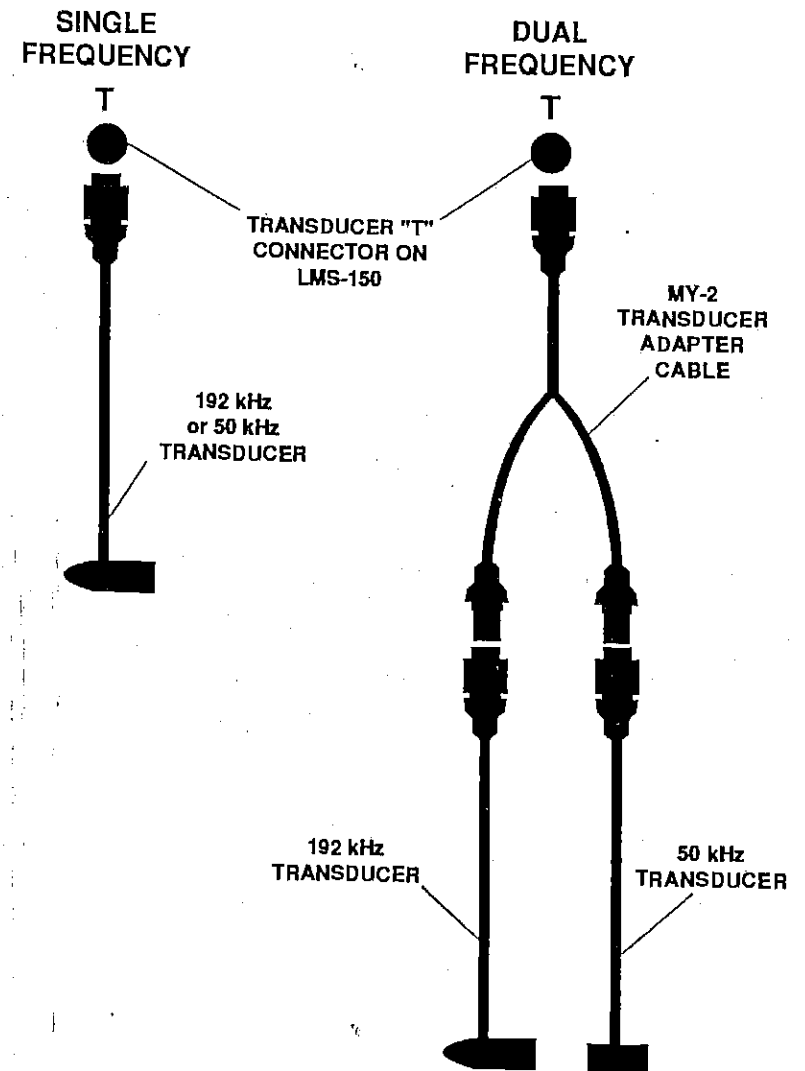 SINGLE
FREQUENCY
T
DUAL
FREQUENCY
T
TRANSDUCER "T"
CONNECTOR ON
LMS-150
MY-2
TRANSDUCER
ADAPTER
CABLE
192 kHz
or 50 kHz
TRANSDUCER
192 kHz
TRANSDUCER
50 kHz
TRANSDUCER